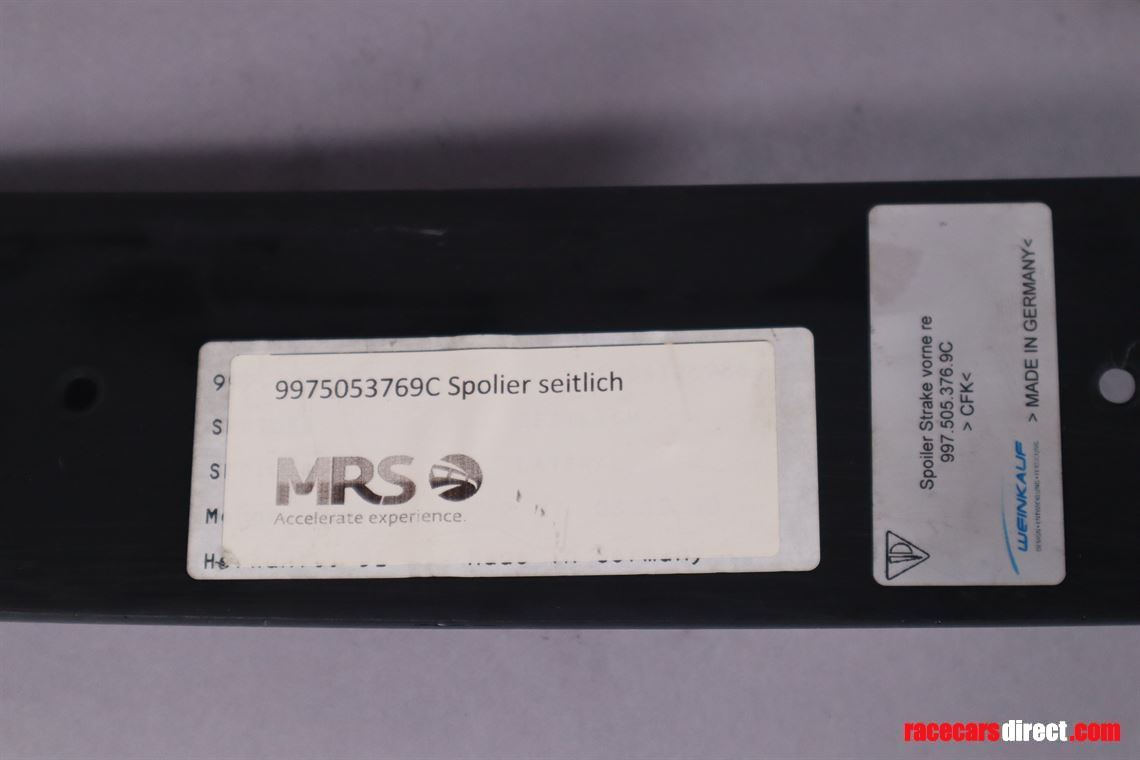 9975053769C Spolier seitlich
MRS
Accelerate experience.
Spoiler Strake vorne re
997.505.376.9C
> CFK<
> MADE IN GERMANY<
WEINKAUF
racecarsdirect.com